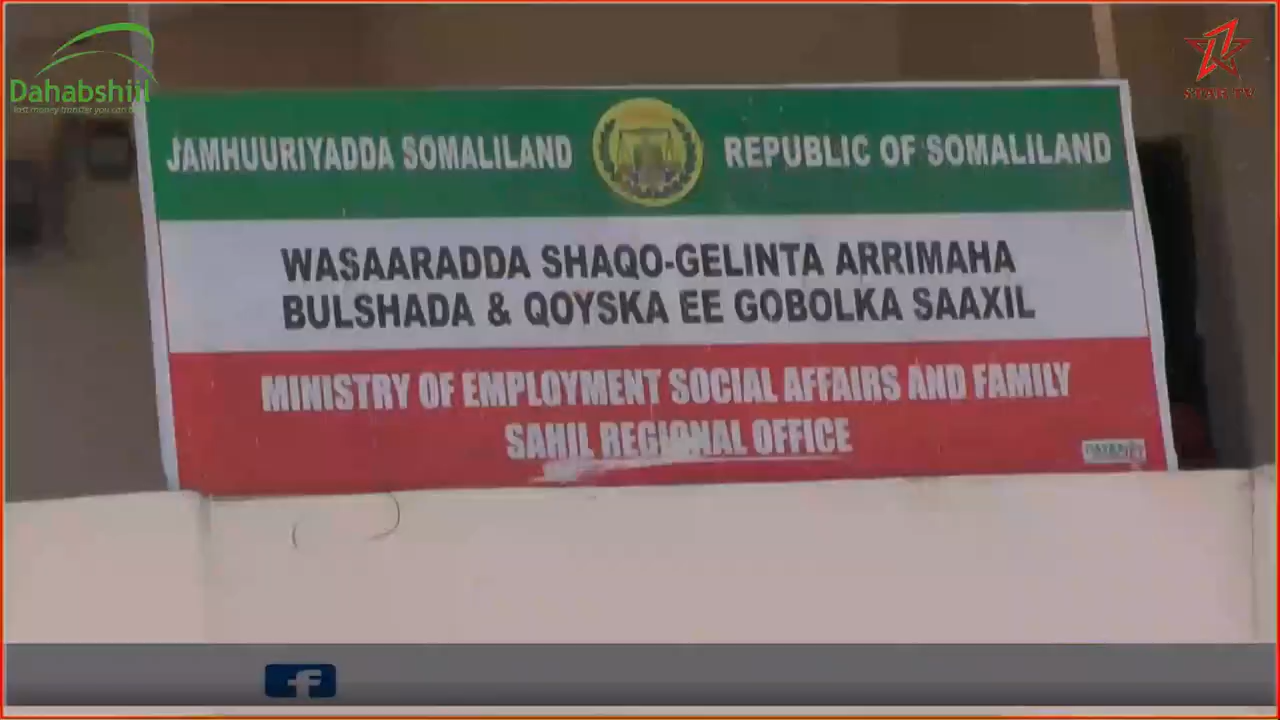 Dahabshiil
JAMHUURIYADDA SOMALILAND
REPUBLIC OF SOMALILAND
WASAARADDA SHAQO-GELINTA ARRIMAHA
BULSHADA & QOYSKA EE GOBOLKA SAAXIL
MINISTRY OF EMPLOYMENT SOCIAL AFFAIRS AND FAMILY
SAHIL REGIONAL OFFICE